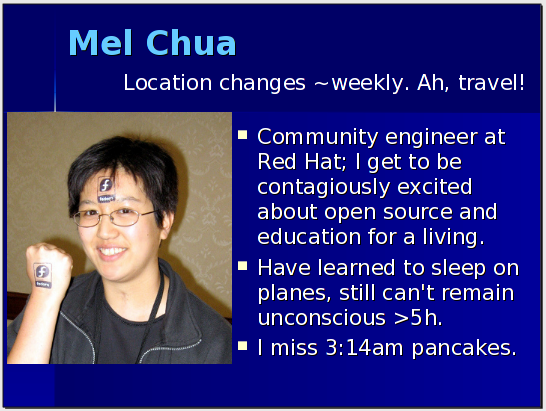 Mel Chua
Location changes ~weekly. Ah, travel!
Community engineer at
Red Hat; I get to be
contagiously excited
about open source and
education for a living.
Have learned to sleep on
planes, still can't remain
unconscious >5h.
I miss 3:14am pancakes.